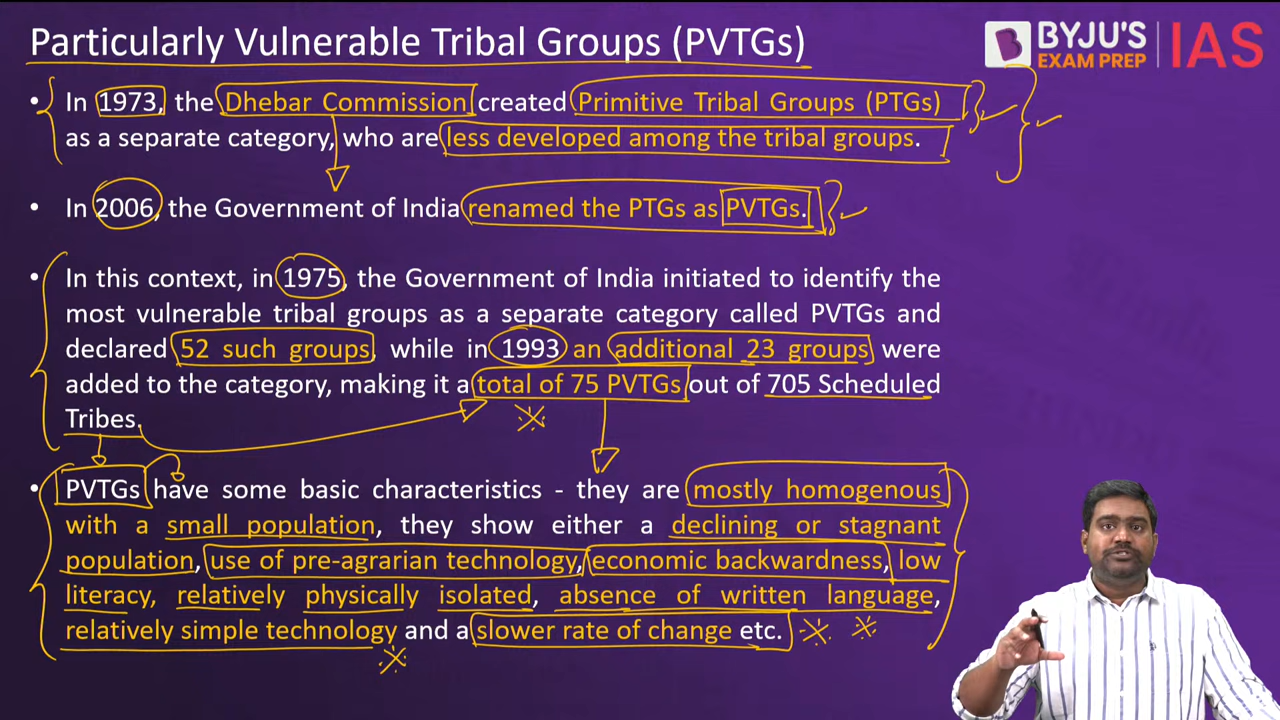 Particularly Vulnerable Tribal Groups (PVTGs)
BYJU'S
EXAM PREP
IAS
• In 1973, the Dhebar Commission created Primitive Tribal Groups (PTGs)
as a separate category, who are less developed among the tribal groups.
• In 2006, the Government of India renamed the PTGs as PVTGs.
• In this context, in 1975, the Government of India initiated to identify the
most vulnerable tribal groups as a separate category called PVTGs and
declared 52 such groups, while in 1993 an additional 23 groups were
added to the category, making it a total of 75 PVTGs out of 705 Scheduled
Tribes.
• PVTGs have some basic characteristics - they are mostly homogenous
with a small population, they show either a declining or stagnant
population, use of pre-agrarian technology, economic backwardness, low
literacy, relatively physically isolated, absence of written language,
relatively simple technology and a slower rate of change etc.